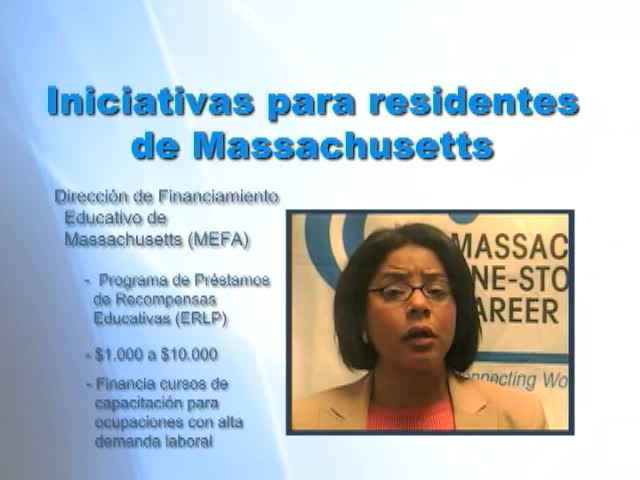 Iniciativas para residentes
de Massachusetts
Dirección de Financiamiento
Educativo de
Massachusetts (MEFA)
- Programa de Préstamos
de Recompensas
Educativas (ERLP)
- $1.000 a $10.000
- Financia cursos de
capacitación para
ocupaciones con alta
demanda laboral
MASSAC
NE-STO
AREER
onnecting Wo